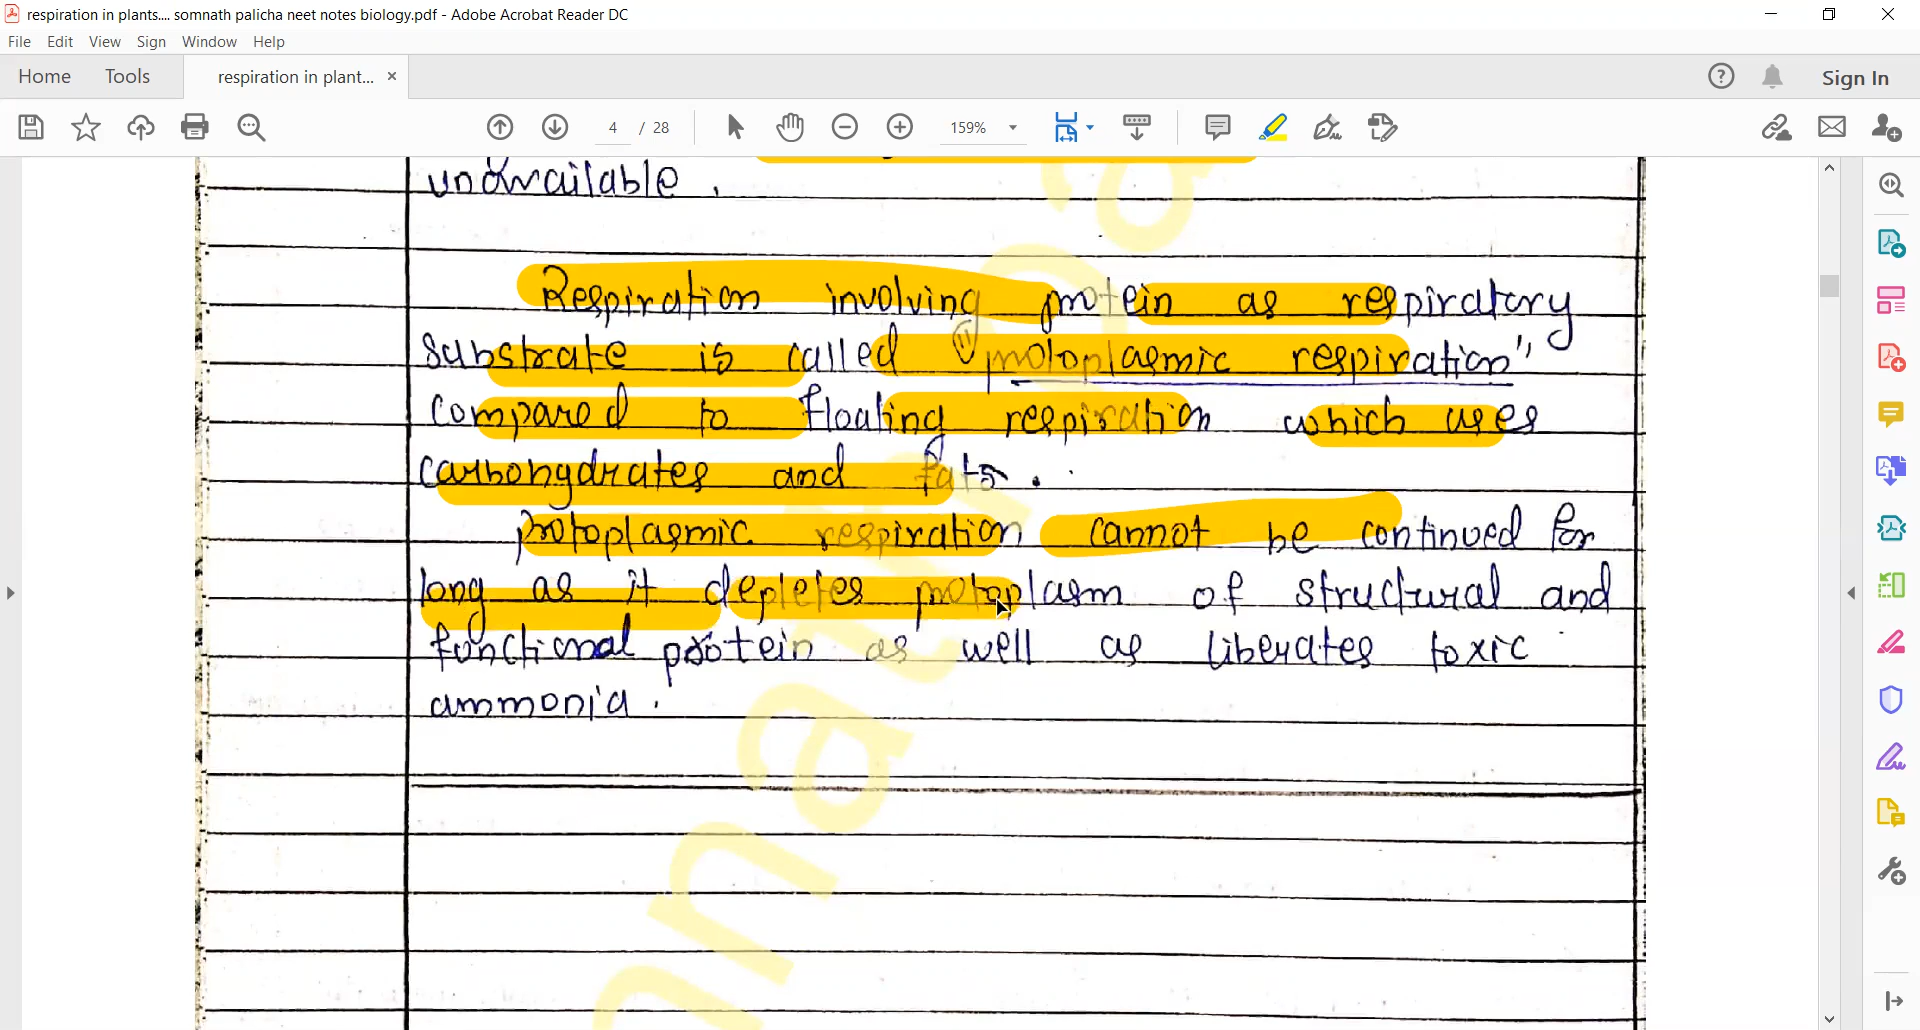 respiration in plants.... somnath palicha neet notes biology.pdf - Adobe Acrobat Reader DC
File Edit View Sign Window Help
Home Tools respiration in plant... × Sign In
4 / 28 159%
unavailable .
Respiration involving protein as respiratory
Substrate is called "protoplasmic respiration"
compared to floating respiration which uses
carbohydrates and fats .
protoplasmic respiration cannot be continued for
long as it depletes protoplasm of structural and
functional protein as well as liberates toxic
ammonia .